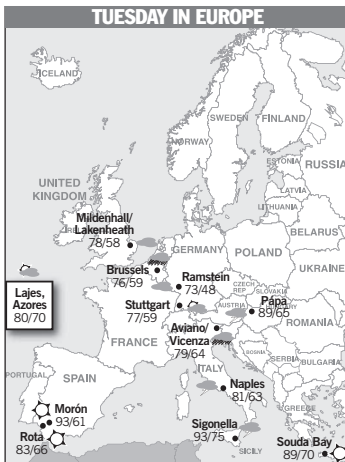 TUESDAY IN EUROPE
ICELAND
SWEDEN
FINLAND
NORWAY
ESTONIA
RUSSIA
LATVIA
LITHUANIA
UNITED
KINGDOM
BELARUS
Mildenhall/
Lakenheath
78/58
GERMANY
POLAND
Brussels
76/59
UKRAINE
Ramstein
73/48
CZECH
REP
SLOVAKIA
Lajes,
Azores
80/70
Stuttgart
77/59
AUSTRIA
Pápa
89/65
Aviano/
Vicenza
79/64
ROMANIA
FRANCE
BOSNIA
SERBIA
BULGARIA
ITALY
PORTUGAL
SPAIN
Naples
81/63
Morón
93/61
GREECE
Rota
83/66
Sigonella
93/75
SICILY
Souda Bay
89/70